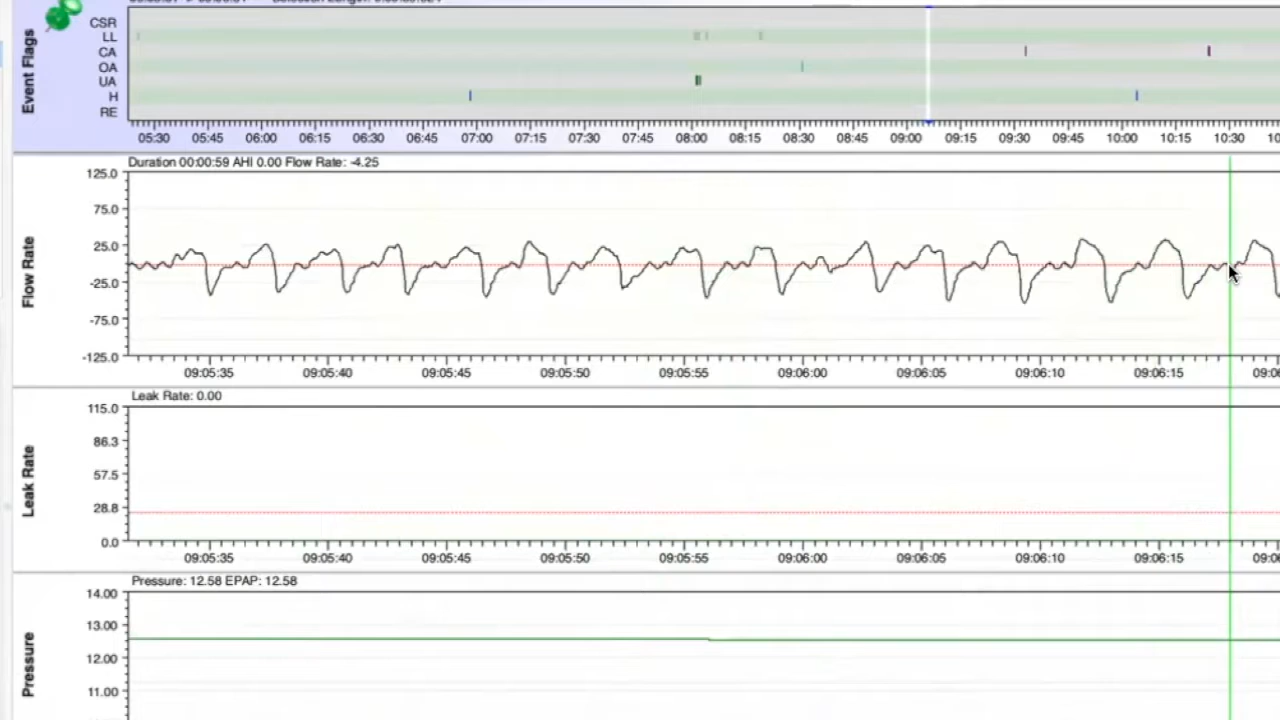 Event Flags
CSR
LL
CA
OA
UA
H
RE
05:30 05:45 06:00 06:15 06:30 06:45 07:00 07:15 07:30 07:45 08:00 08:15 08:30 08:45 09:00 09:15 09:30 09:45 10:00 10:15 10:30
Duration 00:00:59 AHI 0.00 Flow Rate: -4.25
Flow Rate
125.0
75.0
25.0
-25.0
-75.0
-125.0
09:05:35 09:05:40 09:05:45 09:05:50 09:05:55 09:06:00 09:06:05 09:06:10 09:06:15
Leak Rate: 0.00
Leak Rate
115.0
86.3
57.5
28.8
0.0
09:05:35 09:05:40 09:05:45 09:05:50 09:05:55 09:06:00 09:06:05 09:06:10 09:06:15
Pressure: 12.58 EPAP: 12.58
Pressure
14.00
13.00
12.00
11.00